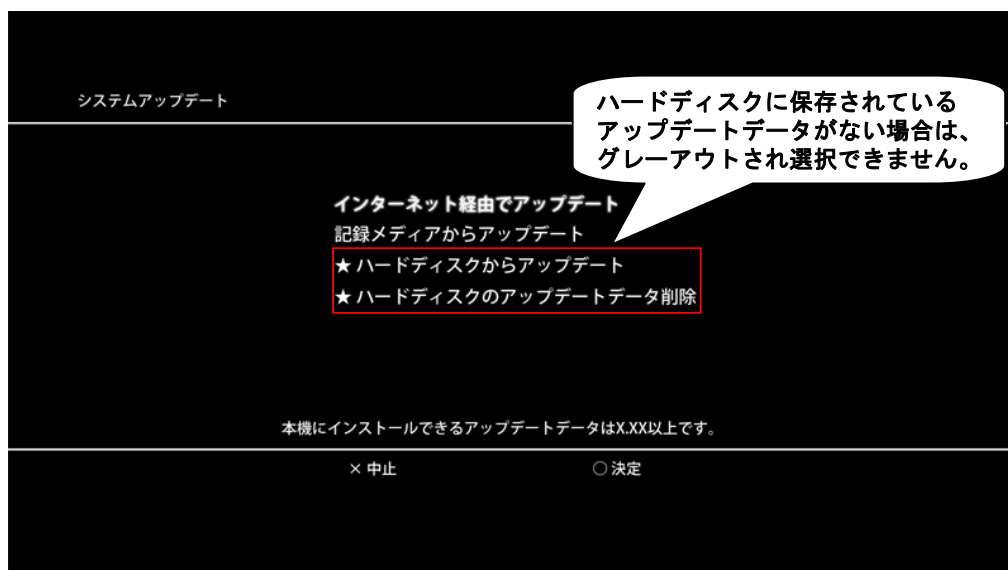 システムアップデート
ハードディスクに保存されている
アップデートデータがない場合は、
グレーアウトされ選択できません。
インターネット経由でアップデート
記録メディアからアップデート
★ハードディスクからアップデート
★ハードディスクのアップデートデータ削除
本機にインストールできるアップデートデータはX.XX以上です。
×中止
○決定